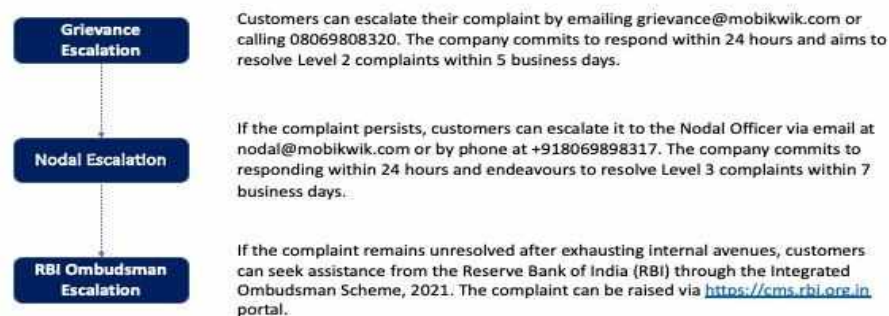 Grievance
Escalation
Customers can escalate their complaint by emailing grievance@mobikwik.com or
calling 08069808320. The company commits to respond within 24 hours and aims to
resolve Level 2 complaints within 5 business days.
Nodal Escalation
If the complaint persists, customers can escalate it to the Nodal Officer via email at
nodal@mobikwik.com or by phone at +918069898317. The company commits to
responding within 24 hours and endeavours to resolve Level 3 complaints within 7
business days.
RBI Ombudsman
Escalation
If the complaint remains unresolved after exhausting internal avenues, customers
can seek assistance from the Reserve Bank of India (RBI) through the Integrated
Ombudsman Scheme, 2021. The complaint can be raised via https://cms.rbi.org.in
portal.